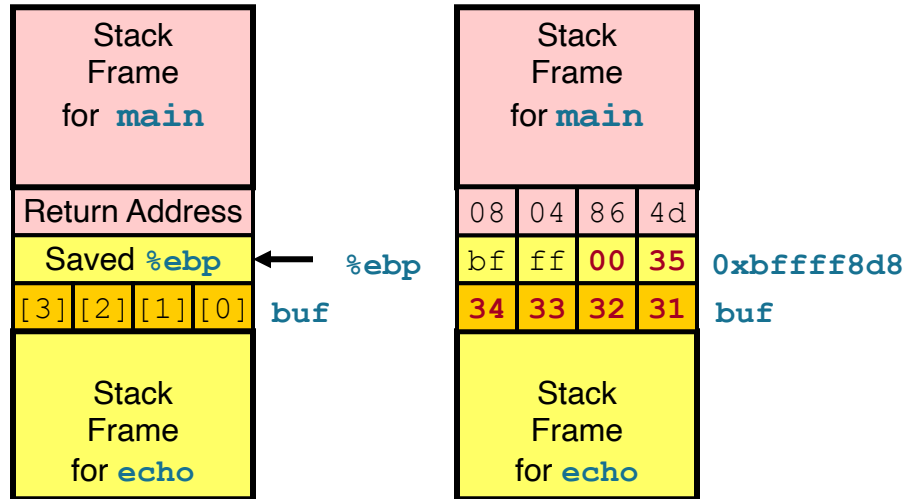 Stack
Frame
for main
Return Address
Saved %ebp
%ebp
[3] [2] [1] [0]
buf
Stack
Frame
for echo
Stack
Frame
for main
08 04 86 4d
bf ff 00 35
0xbffff8d8
34 33 32 31
buf
Stack
Frame
for echo